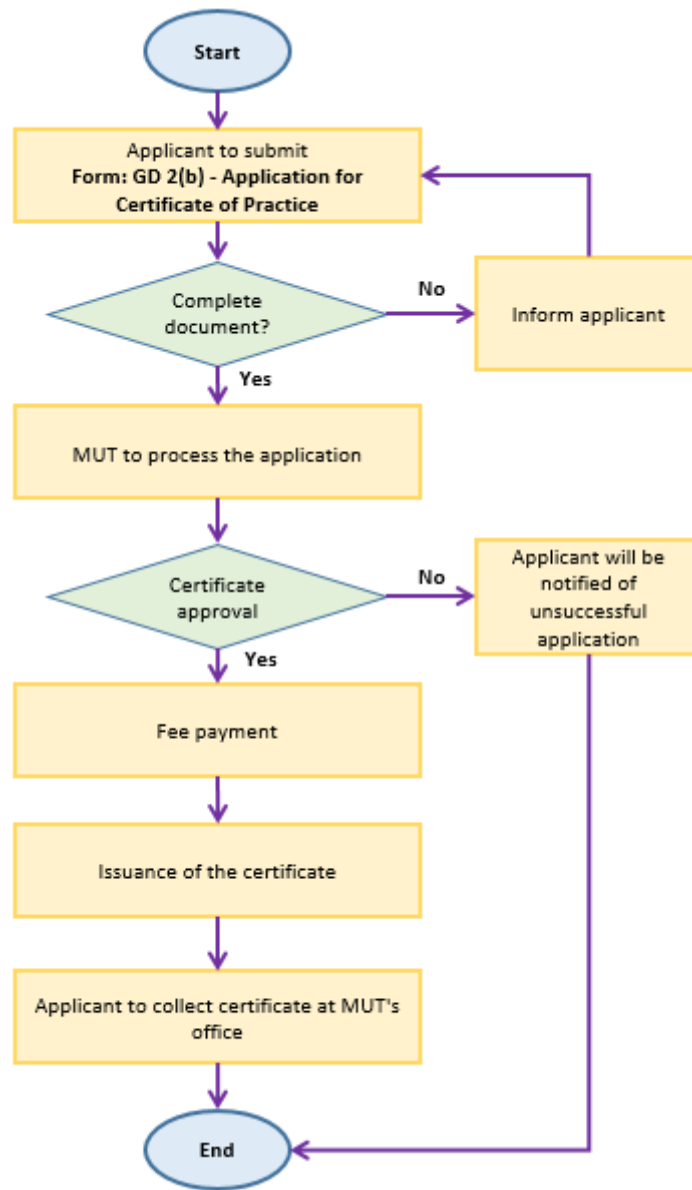 Start
Applicant to submit
Form: GD 2(b) - Application for
Certificate of Practice
Complete
document?
No
Inform applicant
Yes
MUT to process the application
Certificate
approval
No
Applicant will be
notified of
unsuccessful
application
Yes
Fee payment
Issuance of the certificate
Applicant to collect certificate at MUT's
office
End